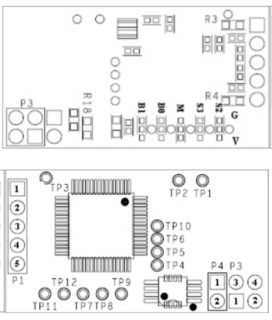 R3
P3
R18
B1 B0 M S3 S2
R4
G
V
1
2
3
4
5
P1
TP3
TP2 TP1
TP10
TP6
TP5
TP4
TP12 TP9
TP11 TP7 TP8
P4 P3
1 3 4
2 1 2